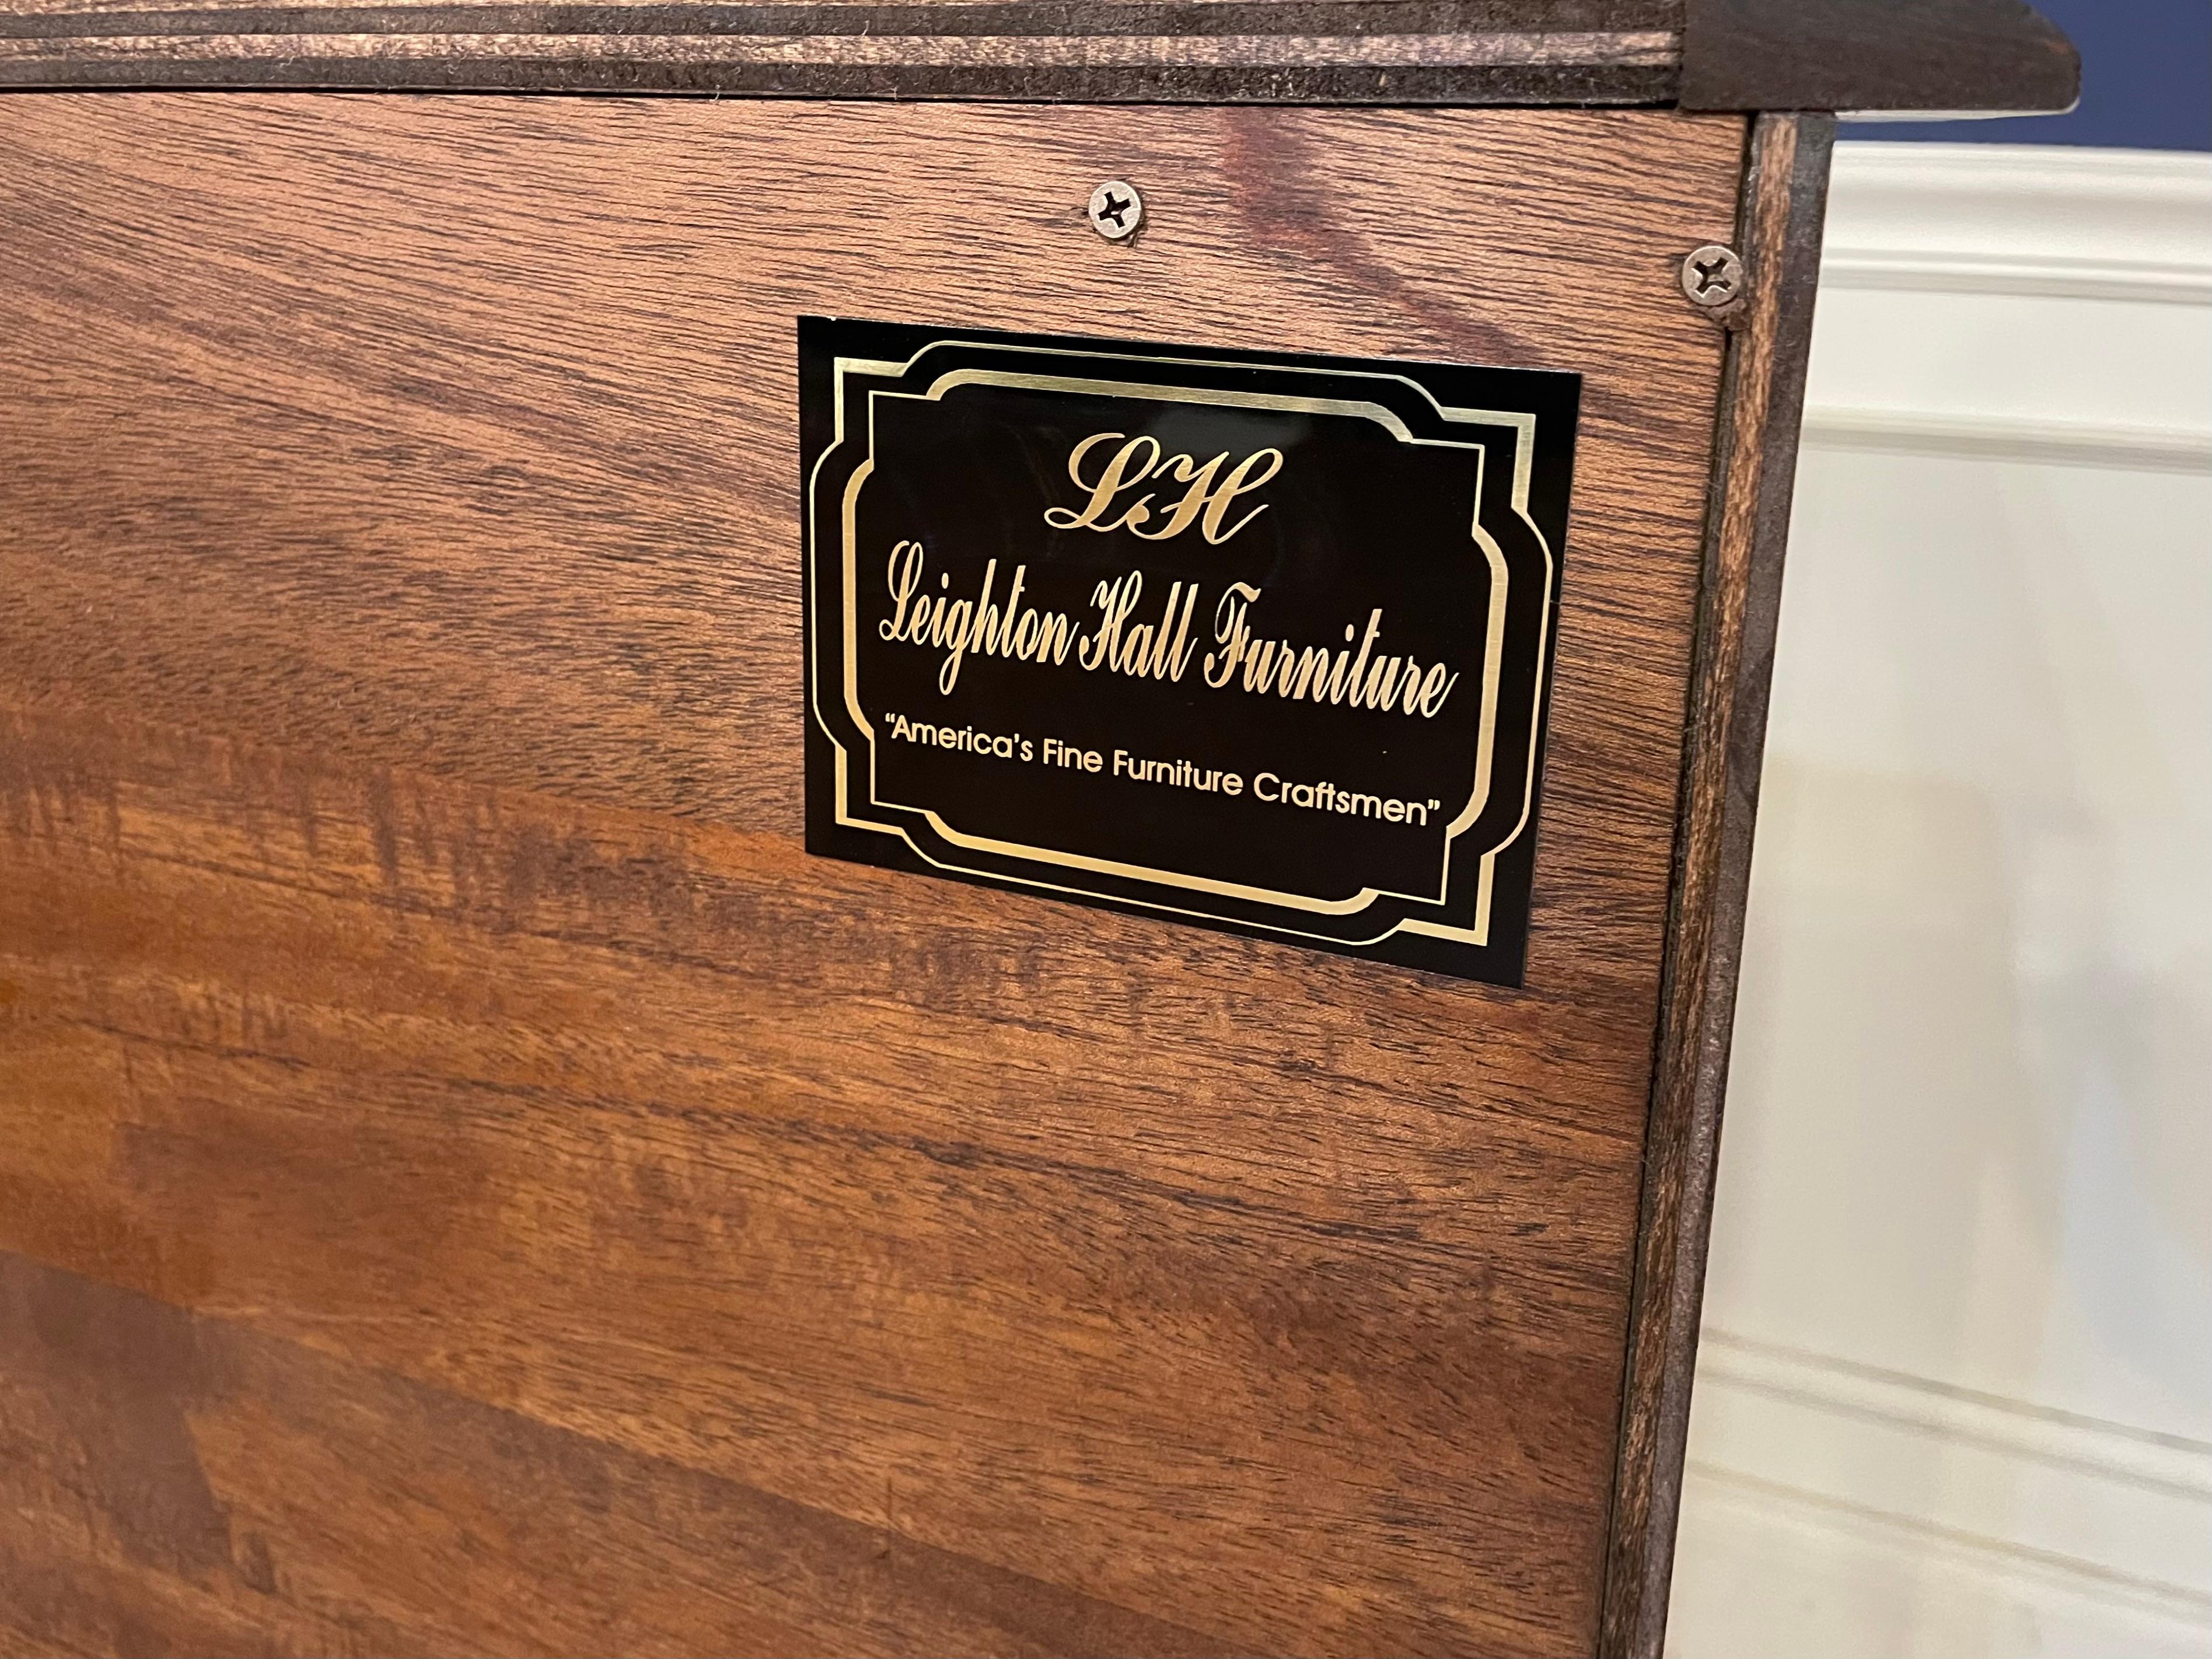 LH
Leighton Hall Furniture
“America's Fine Furniture Craftsmen”